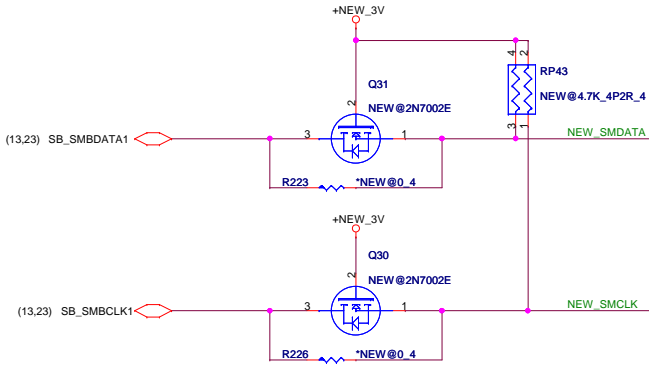 +NEW_3V
4
2
RP43
Q31
2
NEW@2N7002E
NEW@4.7K_4P2R_4
3
1
(13,23) SB_SMBDATA1
3
1
NEW_SMDATA
R223
*NEW@0_4
+NEW_3V
Q30
2
NEW@2N7002E
(13,23) SB_SMBCLK1
3
1
NEW_SMCLK
R226
*NEW@0_4